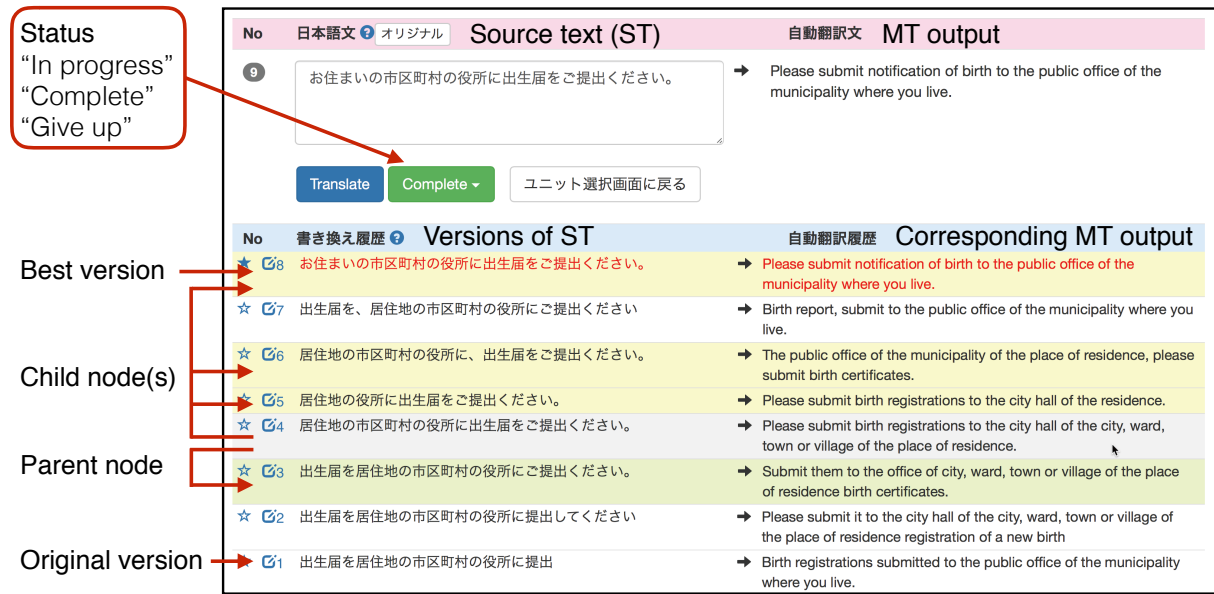 Status
“In progress”
“Complete”
“Give up”
No 日本語文 ? オリジナル Source text (ST) 自動翻訳文 MT output
9 お住まいの市区町村の役所に出生届をご提出ください。 ➔ Please submit notification of birth to the public office of the
municipality where you live.
Translate Complete ユニット選択画面に戻る
No 書き換え履歴 ? Versions of ST 自動翻訳履歴 Corresponding MT output
Best version
8 お住まいの市区町村の役所に出生届をご提出ください。 ➔ Please submit notification of birth to the public office of the
municipality where you live.
7 出生届を、居住地の市区町村の役所にご提出ください ➔ Birth report, submit to the public office of the municipality where you
live.
6 居住地の市区町村の役所に、出生届をご提出ください。 ➔ The public office of the municipality of the place of residence, please
submit birth certificates.
Child node(s)
5 居住地の役所に出生届をご提出ください。 ➔ Please submit birth registrations to the city hall of the residence.
4 居住地の市区町村の役所に出生届をご提出ください。 ➔ Please submit birth registrations to the city hall of the city, ward,
town or village of the place of residence.
Parent node
3 出生届を居住地の市区町村の役所にご提出ください。 ➔ Submit them to the office of city, ward, town or village of the place
of residence birth certificates.
2 出生届を居住地の市区町村の役所に提出してください ➔ Please submit it to the city hall of the city, ward, town or village of
the place of residence registration of a new birth
Original version
1 出生届を居住地の市区町村の役所に提出 ➔ Birth registrations submitted to the public office of the municipality
where you live.